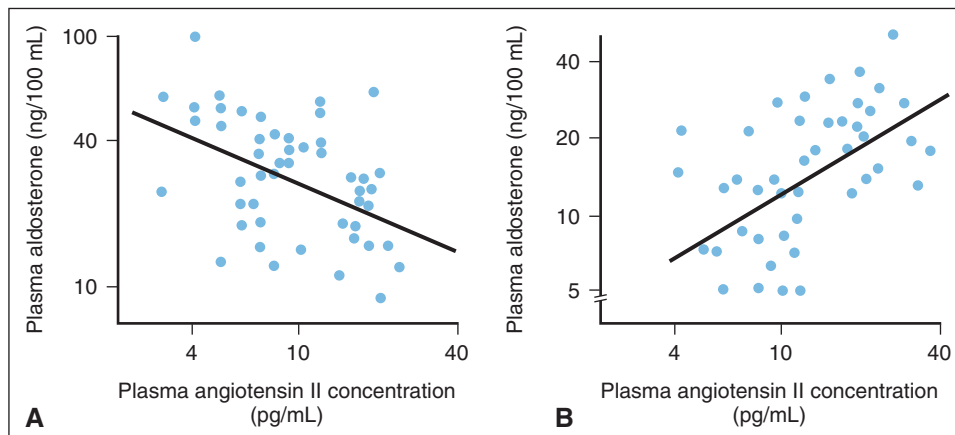 Plasma aldosterone (ng/100 mL)
100
40
10
4
10
40
Plasma angiotensin II concentration
(pg/mL)
A
Plasma aldosterone (ng/100 mL)
40
20
10
5
4
10
40
Plasma angiotensin II concentration
(pg/mL)
B